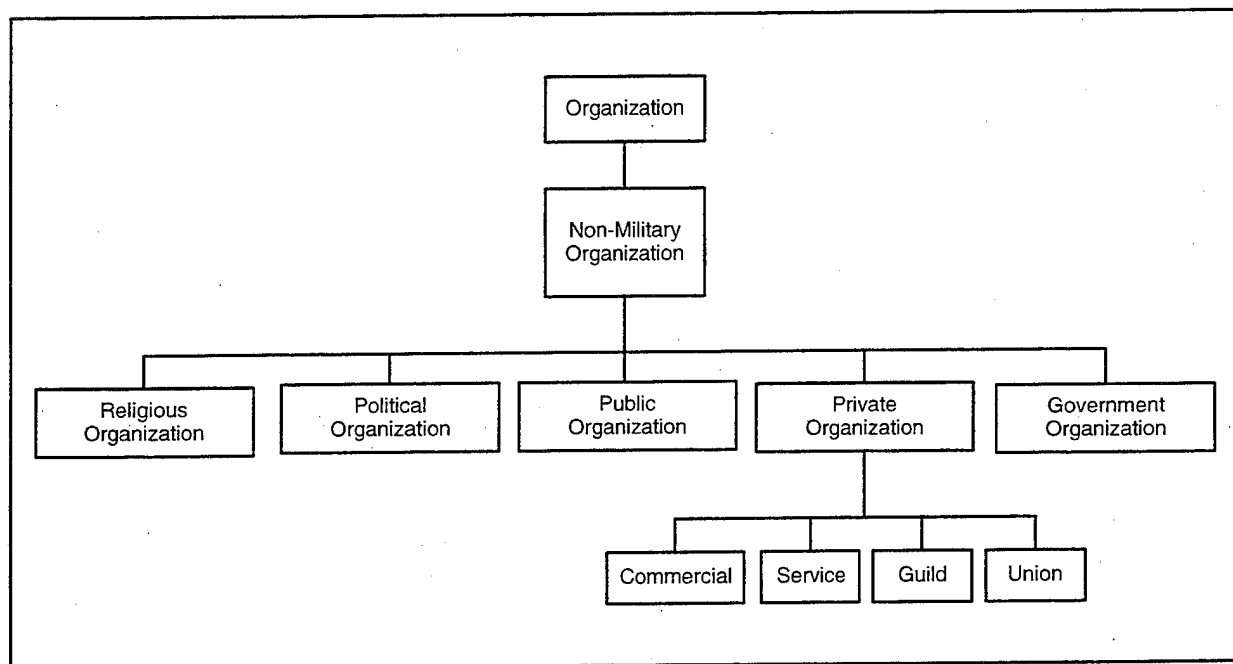 Organization
Non-Military
Organization
Religious
Organization
Political
Organization
Public
Organization
Private
Organization
Government
Organization
Commercial
Service
Guild
Union